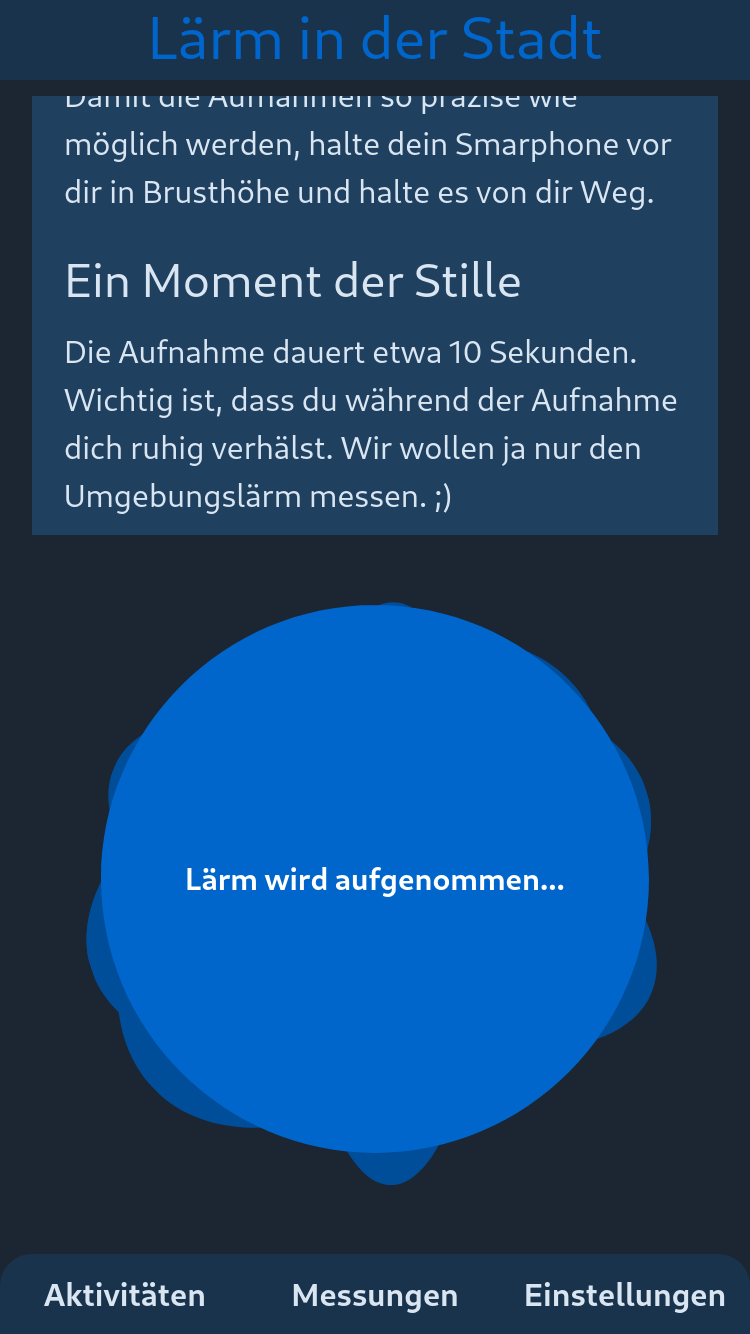 Lärm in der Stadt
Damit die Aufnahmen so präzise wie
möglich werden, halte dein Smarphone vor
dir in Brusthöhe und halte es von dir Weg.
Ein Moment der Stille
Die Aufnahme dauert etwa 10 Sekunden.
Wichtig ist, dass du während der Aufnahme
dich ruhig verhälst. Wir wollen ja nur den
Umgebungslärm messen. ;)
Lärm wird aufgenommen...
Aktivitäten Messungen Einstellungen